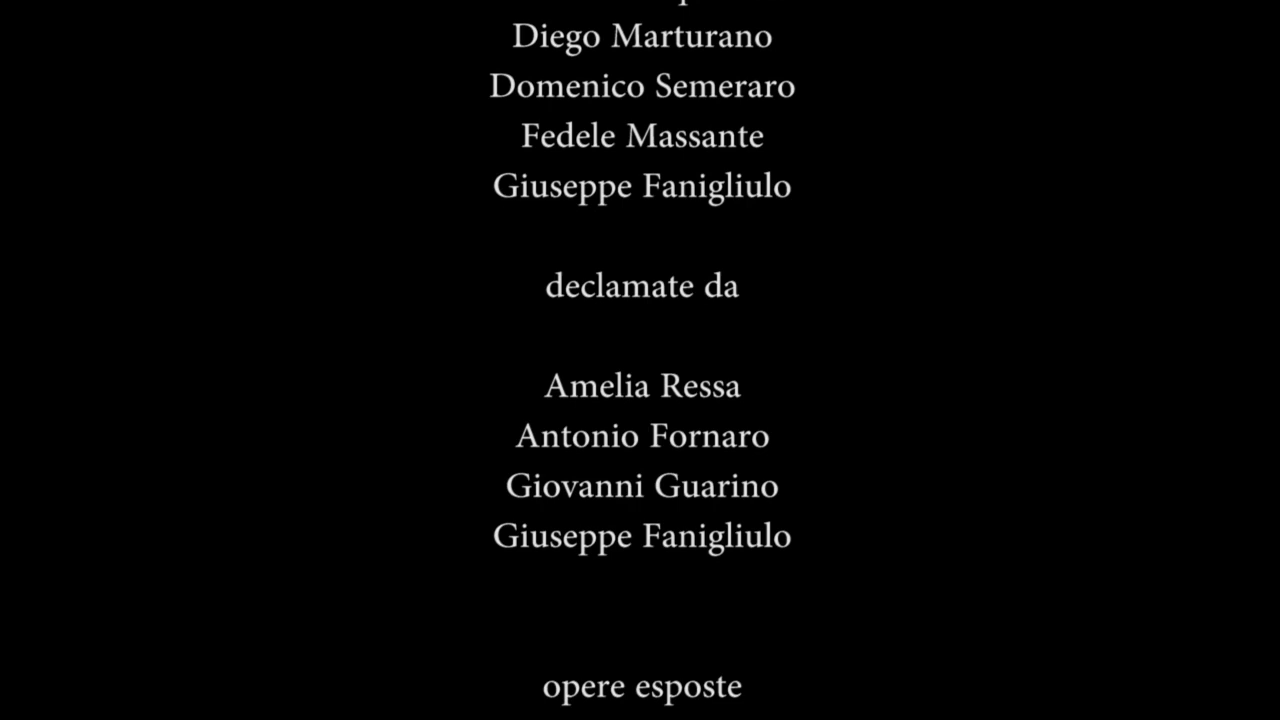 Diego Marturano
Domenico Semeraro
Fedele Massante
Giuseppe Fanigliulo
declamate da
Amelia Ressa
Antonio Fornaro
Giovanni Guarino
Giuseppe Fanigliulo
opere esposte